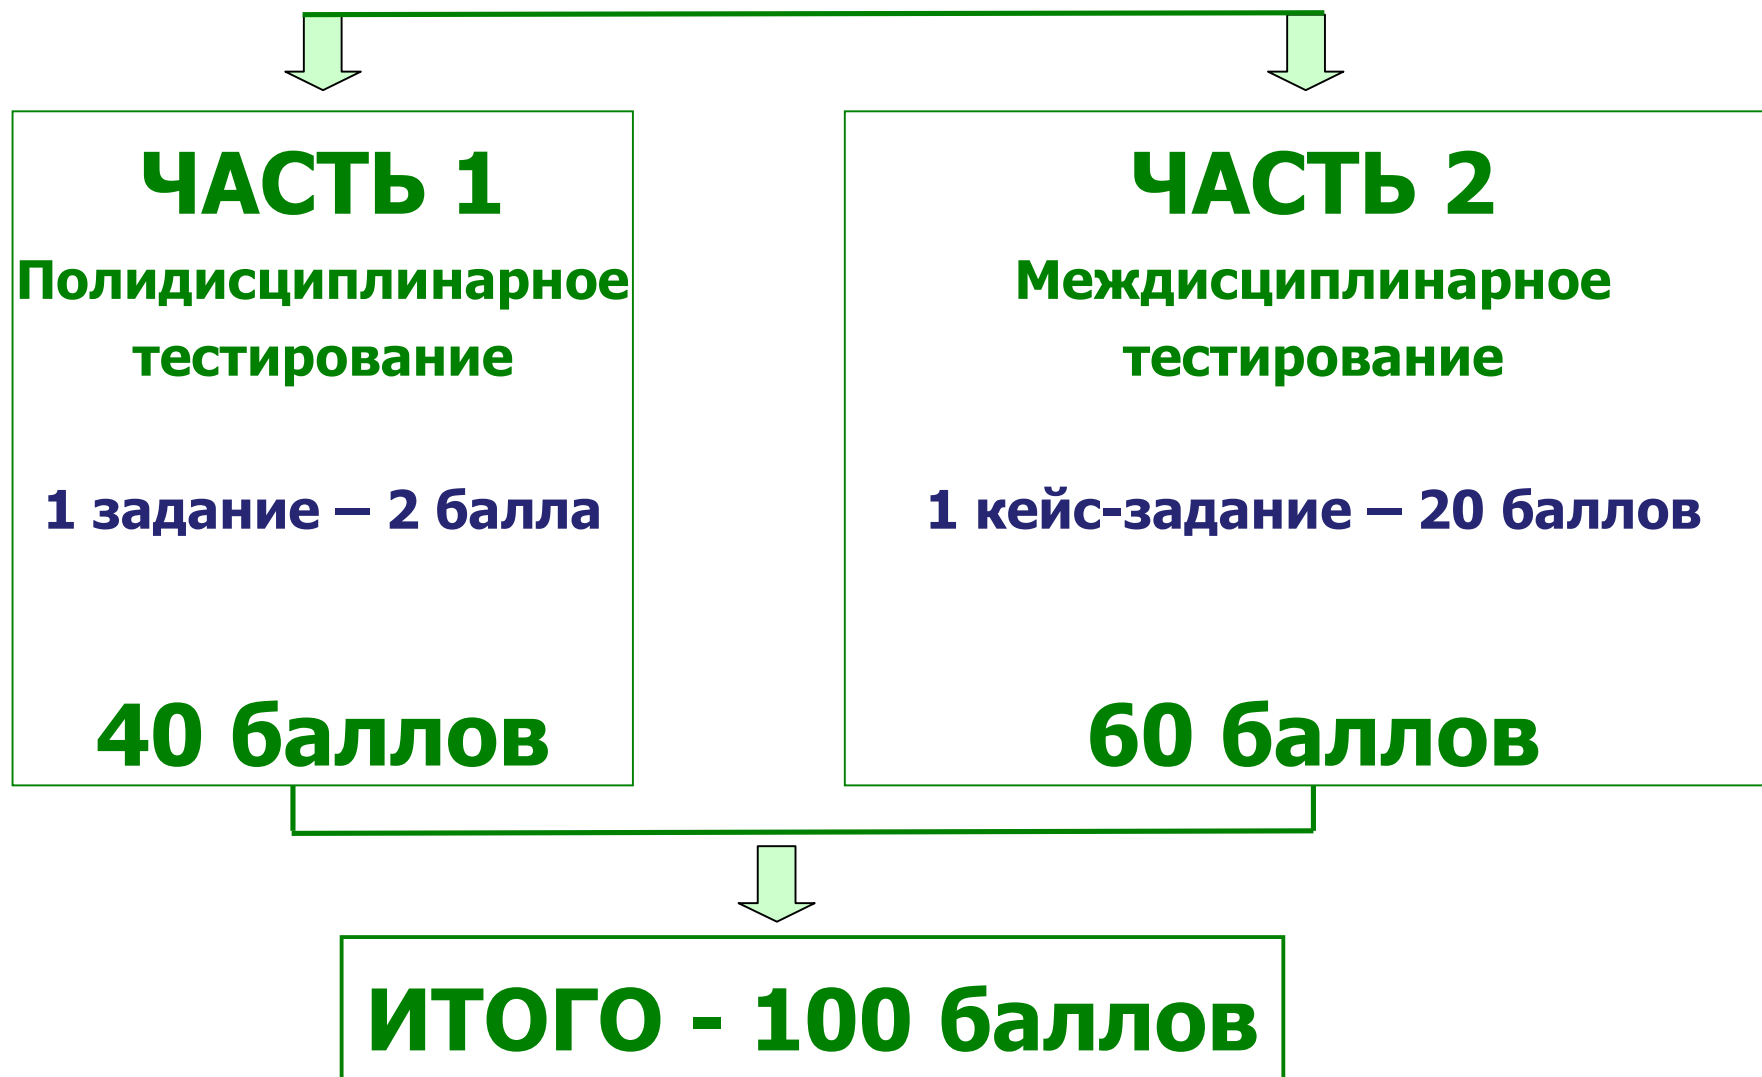 ЧАСТЬ 1
Полидисциплинарное
тестирование
1 задание – 2 балла
40 баллов
ЧАСТЬ 2
Междисциплинарное
тестирование
1 кейс-задание – 20 баллов
60 баллов
ИТОГО - 100 баллов